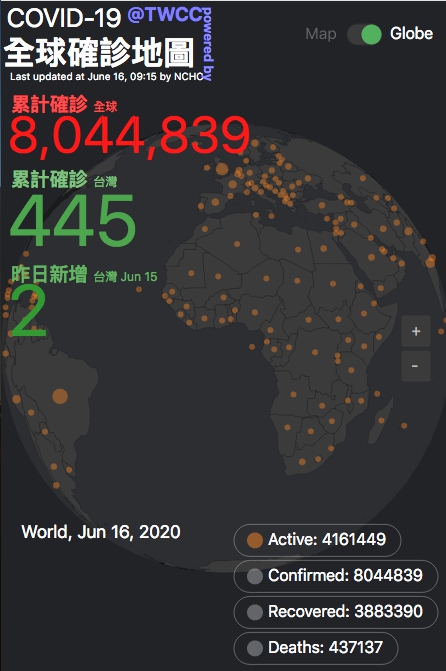 COVID-19 @TWCC
powered by
全球確診地圖
Last updated at June 16, 09:15 by NCHC
Map Globe
累計確診 全球
8,044,839
累計確診 台灣
445
昨日新增 台灣 Jun 15
2
+
-
World, Jun 16, 2020
Active: 4161449
Confirmed: 8044839
Recovered: 3883390
Deaths: 437137